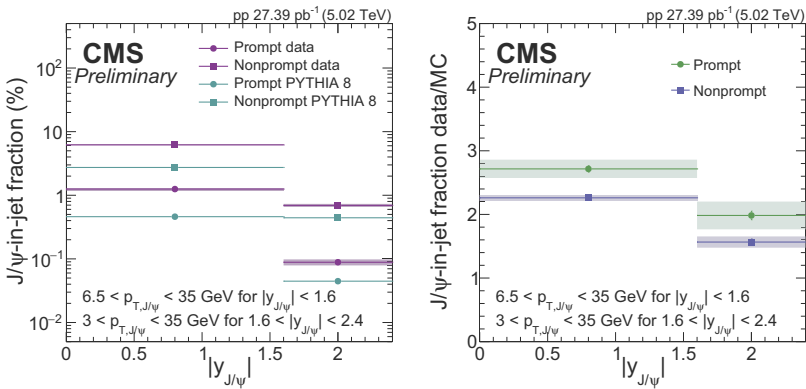 pp 27.39 pb⁻¹ (5.02 TeV)
CMS
Preliminary
Prompt data
Nonprompt data
Prompt PYTHIA 8
Nonprompt PYTHIA 8
J/ψ-in-jet fraction (%)
10²
10
1
10⁻¹
10⁻²
6.5 < p_T,J/ψ < 35 GeV for |y_J/ψ| < 1.6
3 < p_T,J/ψ < 35 GeV for 1.6 < |y_J/ψ| < 2.4
0 0.5 1 1.5 2
|y_J/ψ|
pp 27.39 pb⁻¹ (5.02 TeV)
CMS
Preliminary
Prompt
Nonprompt
J/ψ-in-jet fraction data/MC
5
4
3
2
1
0
6.5 < p_T,J/ψ < 35 GeV for |y_J/ψ| < 1.6
3 < p_T,J/ψ < 35 GeV for 1.6 < |y_J/ψ| < 2.4
0 0.5 1 1.5 2
|y_J/ψ|